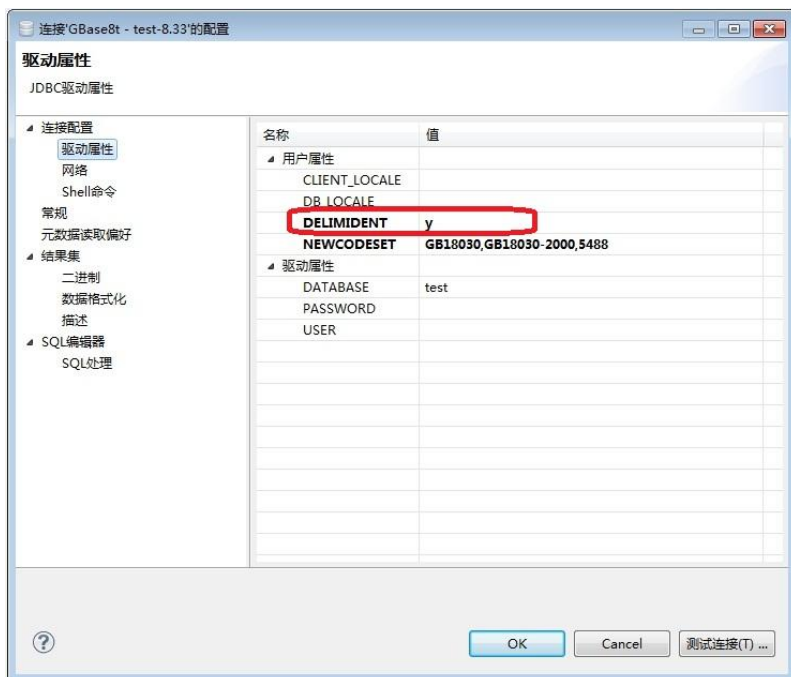 连接'GBase8t - test-8.33'的配置
驱动属性
JDBC驱动属性
连接配置
驱动属性
网络
Shell命令
常规
元数据读取偏好
结果集
二进制
数据格式化
描述
SQL编辑器
SQL处理
名称 值
用户属性
CLIENT_LOCALE
DB_LOCALE
DELIMIDENT y
NEWCODESET GB18030,GB18030-2000,5488
驱动属性
DATABASE test
PASSWORD
USER
OK Cancel 测试连接(T) ...